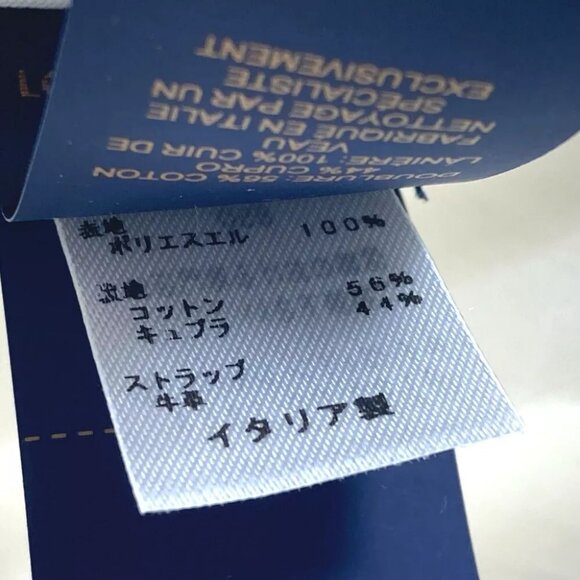 DOUBLURE: 56% COTON
44% CUPRO
LANIERE: 100% CUIR DE
VEAU
FABRIQUE EN ITALIE
NETTOYAGE PAR UN
SPECIALISTE
EXCLUSIVEMENT
表地
ポリエスエル 100%
裏地
コットン 56%
キュプラ 44%
ストラップ
牛革
イタリア製